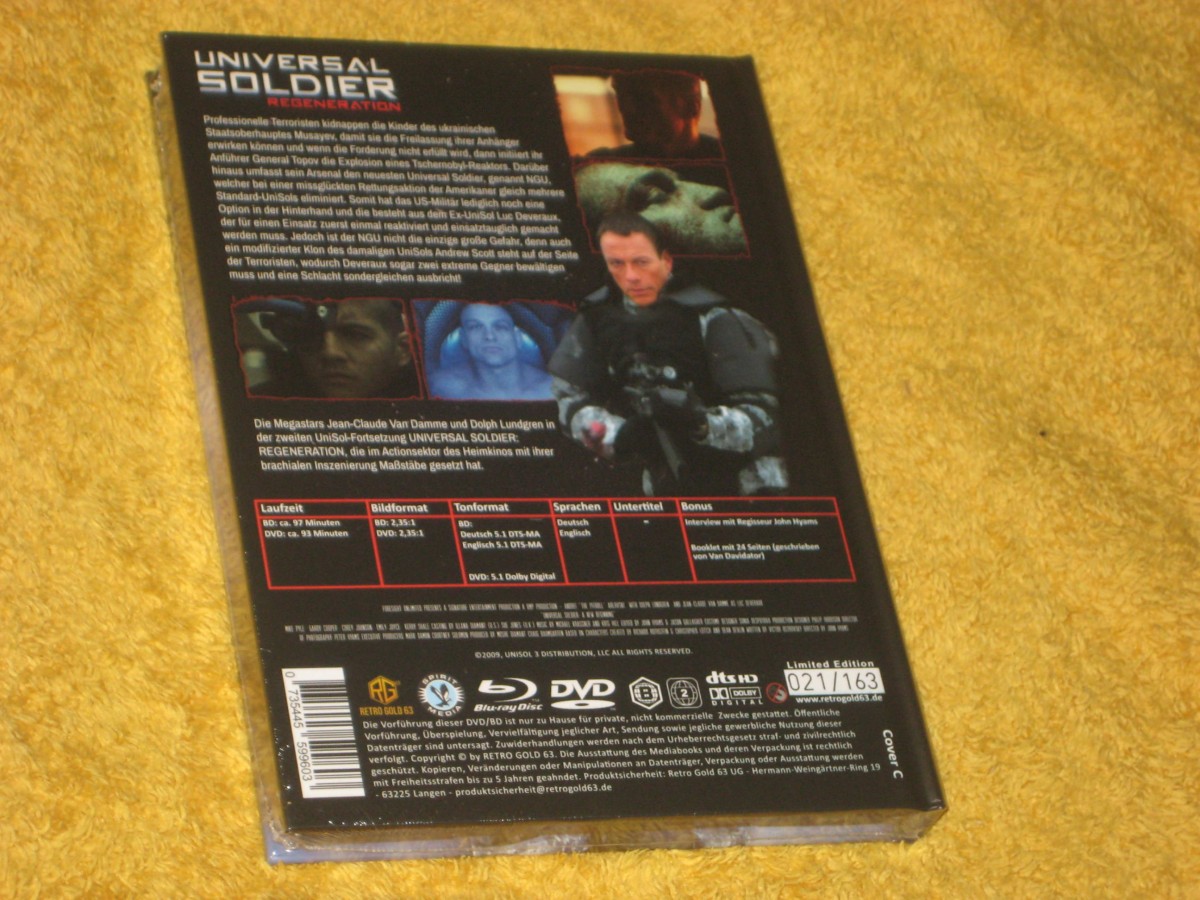 UNIVERSAL
SOLDIER
REGENERATION
Professionelle Terroristen kidnappen die Kinder des ukrainischen
Staatsoberhauptes Musayev, damit sie die Freilassung ihrer Anhänger
erwirken können und wenn die Forderung nicht erfüllt wird, dann initiiert ihr
Anführer General Topov die Explosion eines Tschernobyl-Reaktors. Darüber
hinaus umfasst sein Arsenal den neuesten Universal Soldier, genannt NGU,
welcher bei einer missglückten Rettungsaktion der Amerikaner gleich mehrere
Standard-UniSols eliminiert. Somit hat das US-Militär lediglich noch eine
Option in der Hinterhand und die besteht aus dem Ex-UniSol Luc Deveraux,
der für einen Einsatz zuerst einmal reaktiviert und einsatztauglich gemacht
werden muss. Jedoch ist der NGU nicht die einzige große Gefahr, denn auch
ein modifizierter Klon des damaligen UniSols Andrew Scott steht auf der Seite
der Terroristen, wodurch Deveraux sogar zwei extreme Gegner bewältigen
muss und eine Schlacht sondergleichen ausbricht!
Die Megastars Jean-Claude Van Damme und Dolph Lundgren in
der zweiten UniSol-Fortsetzung UNIVERSAL SOLDIER:
REGENERATION, die im Actionsektor des Heimkinos mit ihrer
brachialen Inszenierung Maßstäbe gesetzt hat.
Laufzeit Bildformat Tonformat Sprachen Untertitel Bonus
BD: ca. 97 Minuten
DVD: ca. 93 Minuten
BD: 2,35:1
DVD: 2,35:1
BD:
Deutsch 5.1 DTS-MA
Englisch 5.1 DTS-MA
DVD: 5.1 Dolby Digital
Deutsch
Englisch
–
Interview mit Regisseur John Hyams
Booklet mit 24 Seiten (geschrieben
von Van Davidator)
©2009, UNISOL 3 DISTRIBUTION, LLC ALL RIGHTS RESERVED.
RG
RETRO GOLD 63
SPIRIT
MEDIA
Blu-ray Disc
DVD
2
dts HD
DOLBY
DIGITAL
Limited Edition
021/163
www.retrogold63.de
0 735445 599603
Die Vorführung dieser DVD/BD ist nur zu Hause für private, nicht kommerzielle Zwecke gestattet. Öffentliche
Vorführung, Überspielung, Vervielfältigung jeglicher Art, Sendung sowie jegliche gewerbliche Nutzung dieser
Datenträger sind untersagt. Zuwiderhandlungen werden nach dem Urheberrechtsgesetz straf- und zivilrechtlich
verfolgt. Copyright © by RETRO GOLD 63. Die Ausstattung des Mediabooks und deren Verpackung ist rechtlich
geschützt. Kopieren, Veränderungen oder Manipulationen an Datenträger, Verpackung oder Ausstattung werden
mit Freiheitsstrafen bis zu 5 Jahren geahndet. Produktsicherheit: Retro Gold 63 UG - Hermann-Weingärtner-Ring 19
- 63225 Langen - produktsicherheit@retrogold63.de
Cover C